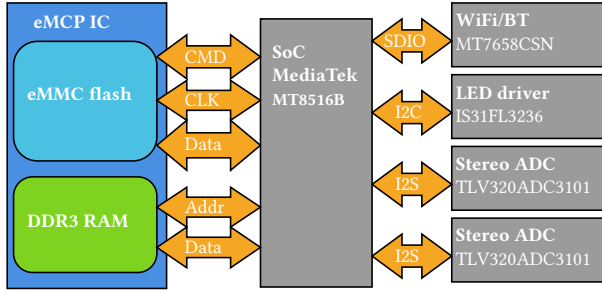 eMCP IC
eMMC flash
DDR3 RAM
CMD
CLK
Data
Addr
Data
SoC
MediaTek
MT8516B
SDIO
I2C
I2S
I2S
WiFi/BT
MT7658CSN
LED driver
IS31FL3236
Stereo ADC
TLV320ADC3101
Stereo ADC
TLV320ADC3101